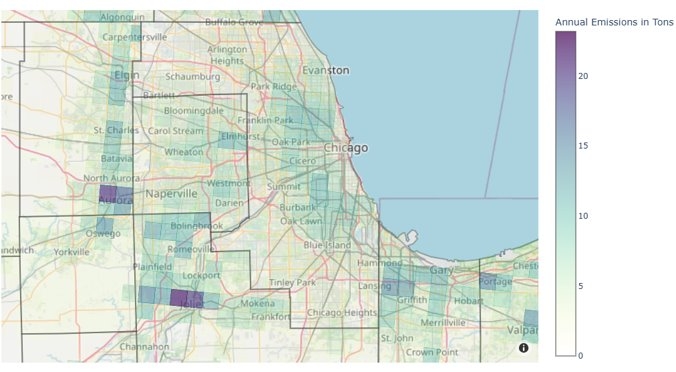 Algonquin
Buffalo Grove
Annual Emissions in Tons
Carpentersville
Arlington
Heights
Evanston
Elgin
Schaumburg
20
Park Ridge
Bartlett
Bloomingdale
Franklin Park
St. Charles
Carol Stream
Elmhurst
Oak Park
Chicago
15
Wheaton
Batavia
Cicero
North Aurora
Westmont
Summit
Aurora
Naperville
Darien
Burbank
10
Oswego
Bolingbrook
Oak Lawn
Romeoville
Blue Island
Yorkville
Plainfield
Hammond
Gary
Lockport
Lansing
Portage
5
Tinley Park
Griffith
Hobart
Joliet
Mokena
Frankfort
Chicago Heights
Merrillville
St. John
Channahon
Crown Point
0